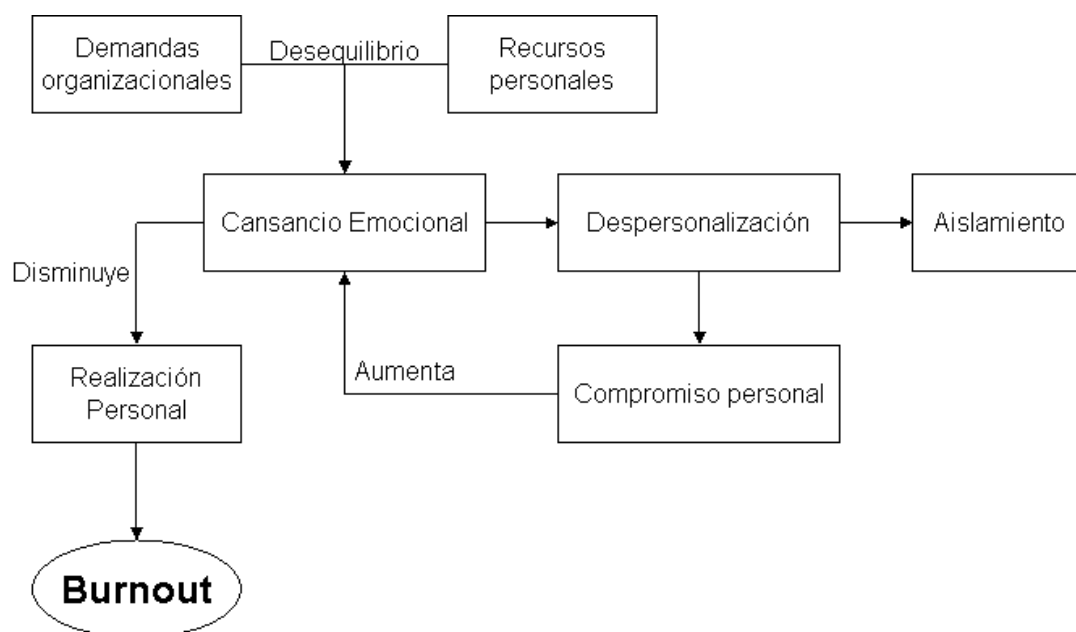 Demandas
organizacionales
Desequilibrio
Recursos
personales
Cansancio Emocional
Despersonalización
Aislamiento
Disminuye
Realización
Personal
Aumenta
Compromiso personal
Burnout